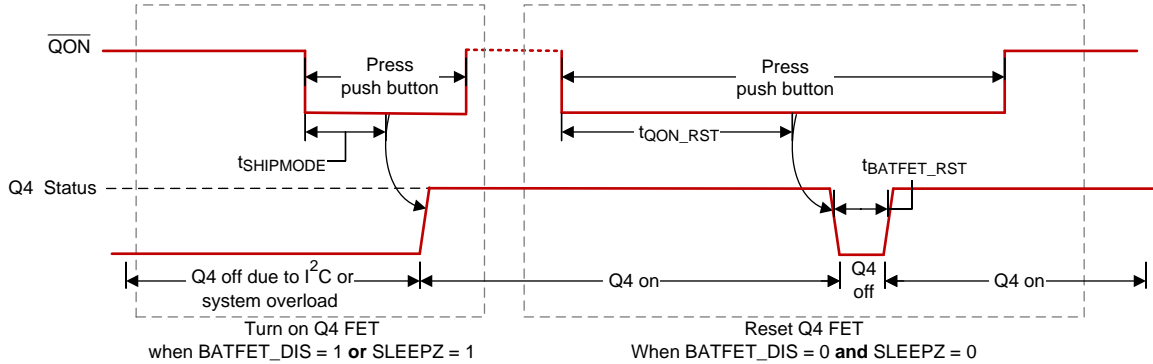 QON
Press
push button
Press
push button
tSHIPMODE
tQON_RST
tBATFET_RST
Q4 Status
Q4 off due to I²C or
system overload
Q4 on
Q4
off
Q4 on
Turn on Q4 FET
when BATFET_DIS = 1 or SLEEPZ = 1
Reset Q4 FET
When BATFET_DIS = 0 and SLEEPZ = 0